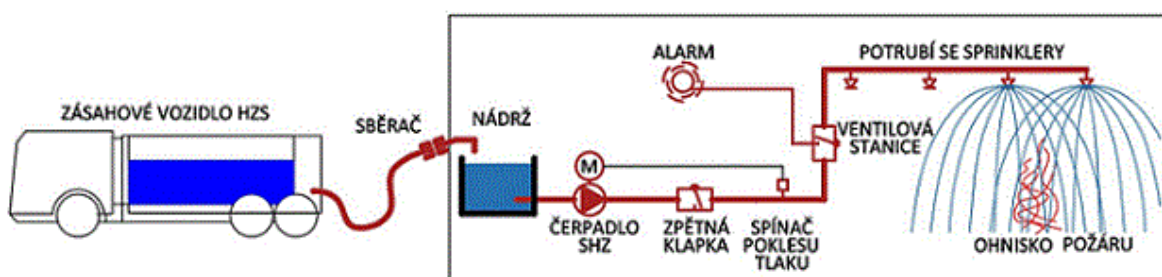 ZÁSAHOVÉ VOZIDLO HZS
SBĚRAČ
NÁDRŽ
ALARM
POTRUBÍ SE SPRINKLERY
VENTILOVÁ
STANICE
M
ČERPADLO
SHZ
ZPĚTNÁ
KLAPKA
SPÍNAČ
POKLESU
TLAKU
OHNISKO POŽÁRU